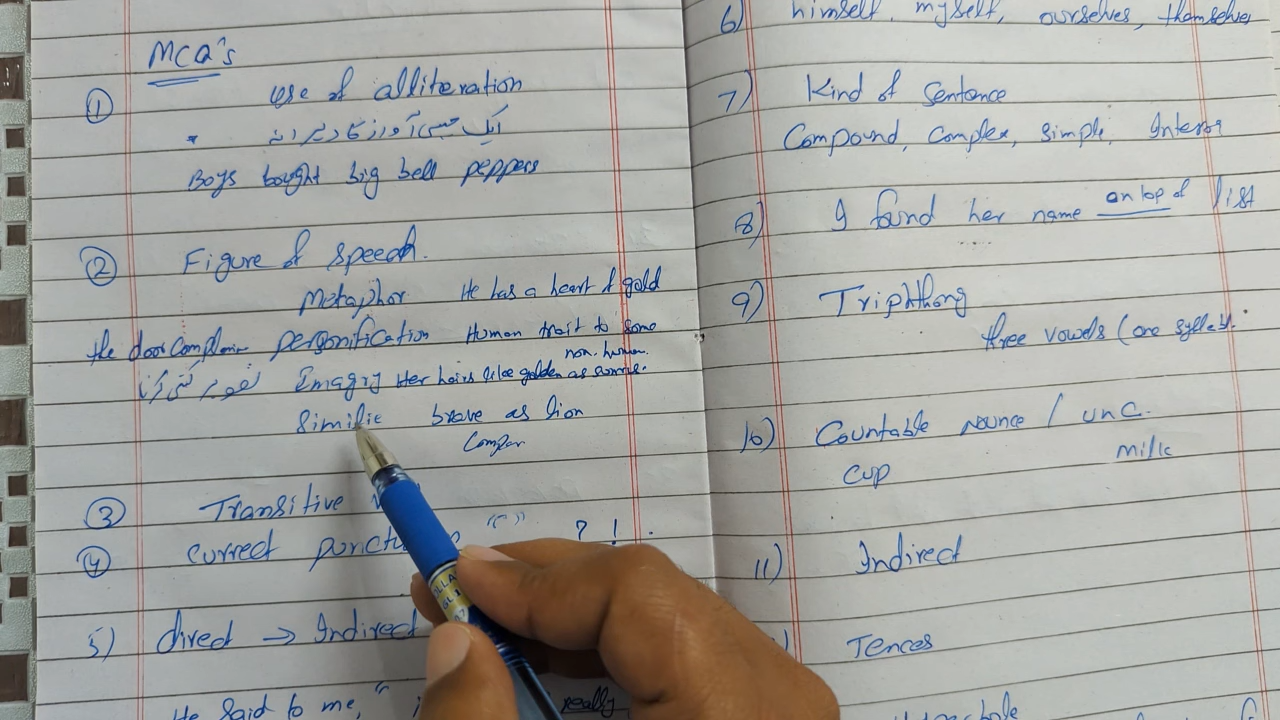 MCQ's
① use of alliteration
* ایک جیسی آواز کا
Boys bought big bell peppers
② Figure of speech.
Metaphor He has a heart of gold
the door personification Human trait to some
non. human.
Imagry Her hairs like golden as sunrise.
Similie brave as lion
Compar
③ Transitive
④ Currect “ ” ? ! .
5) direct → Indirect
He said to me, “ really
6) himself, myself, ourselves, themselves
7) Kind of Sentence
Compound, Complex, simple, Interro
8) I found her name on top of list
9) Triphthong
three vowels (one syllab.
10) Countable nounce / unc.
cup milk
11) Indirect
Tences